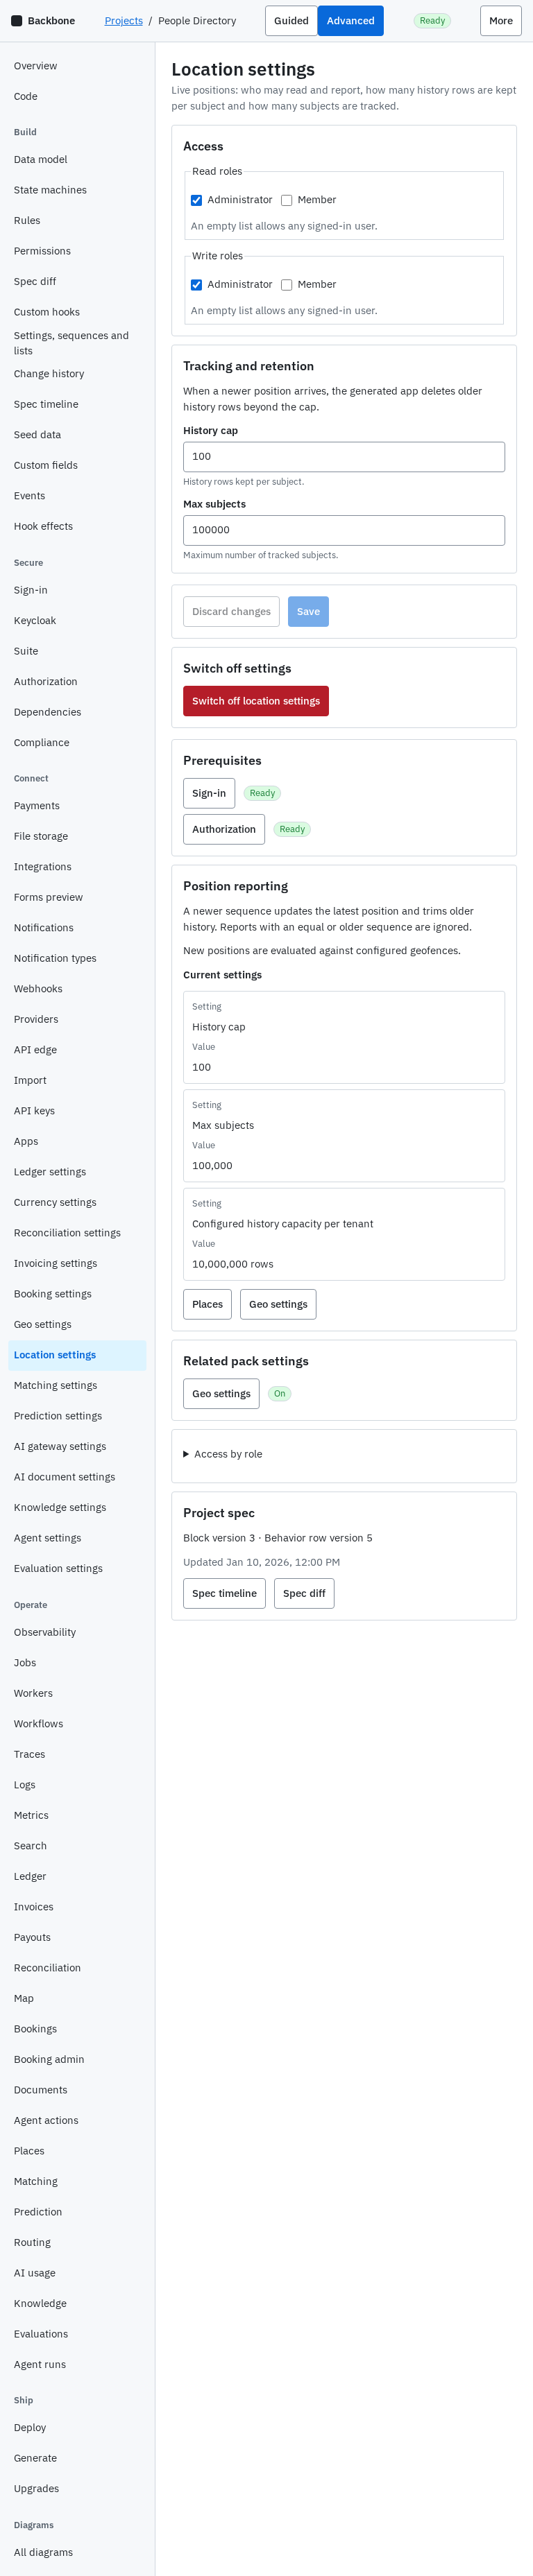 Backbone
Projects / People Directory
Guided
Advanced
Ready
More
Overview
Code
Build
Data model
State machines
Rules
Permissions
Spec diff
Custom hooks
Settings, sequences and
lists
Change history
Spec timeline
Seed data
Custom fields
Events
Hook effects
Secure
Sign-in
Keycloak
Suite
Authorization
Dependencies
Compliance
Connect
Payments
File storage
Integrations
Forms preview
Notifications
Notification types
Webhooks
Providers
API edge
Import
API keys
Apps
Ledger settings
Currency settings
Reconciliation settings
Invoicing settings
Booking settings
Geo settings
Location settings
Matching settings
Prediction settings
AI gateway settings
AI document settings
Knowledge settings
Agent settings
Evaluation settings
Operate
Observability
Jobs
Workers
Workflows
Traces
Logs
Metrics
Search
Ledger
Invoices
Payouts
Reconciliation
Map
Bookings
Booking admin
Documents
Agent actions
Places
Matching
Prediction
Routing
AI usage
Knowledge
Evaluations
Agent runs
Ship
Deploy
Generate
Upgrades
Diagrams
All diagrams
Location settings
Live positions: who may read and report, how many history rows are kept
per subject and how many subjects are tracked.
Access
Read roles
Administrator Member
An empty list allows any signed-in user.
Write roles
Administrator Member
An empty list allows any signed-in user.
Tracking and retention
When a newer position arrives, the generated app deletes older
history rows beyond the cap.
History cap
100
History rows kept per subject.
Max subjects
100000
Maximum number of tracked subjects.
Discard changes Save
Switch off settings
Switch off location settings
Prerequisites
Sign-in Ready
Authorization Ready
Position reporting
A newer sequence updates the latest position and trims older
history. Reports with an equal or older sequence are ignored.
New positions are evaluated against configured geofences.
Current settings
Setting
History cap
Value
100
Setting
Max subjects
Value
100,000
Setting
Configured history capacity per tenant
Value
10,000,000 rows
Places Geo settings
Related pack settings
Geo settings On
Access by role
Project spec
Block version 3 · Behavior row version 5
Updated Jan 10, 2026, 12:00 PM
Spec timeline Spec diff